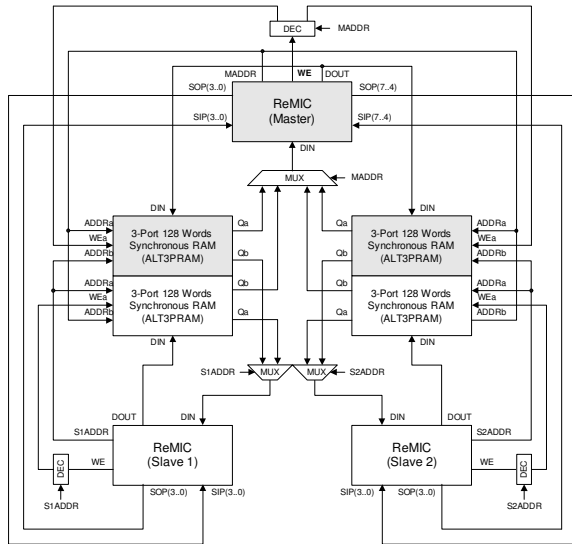 DEC
MADDR
MADDR
WE
DOUT
SOP(3..0)
SOP(7..4)
ReMIC
(Master)
SIP(3..0)
SIP(7..4)
DIN
MUX
MADDR
DIN
DIN
ADDRa
WEa
ADDRb
3-Port 128 Words
Synchronous RAM
(ALT3PRAM)
Qa
Qb
Qa
Qb
3-Port 128 Words
Synchronous RAM
(ALT3PRAM)
ADDRa
WEa
ADDRb
ADDRa
WEa
ADDRb
3-Port 128 Words
Synchronous RAM
(ALT3PRAM)
Qb
Qa
Qb
Qa
3-Port 128 Words
Synchronous RAM
(ALT3PRAM)
ADDRa
WEa
ADDRb
DIN
DIN
S1ADDR
MUX
MUX
S2ADDR
DOUT
DIN
DIN
DOUT
S1ADDR
S2ADDR
ReMIC
(Slave 1)
ReMIC
(Slave 2)
DEC
WE
WE
DEC
SOP(3..0)
SIP(3..0)
SIP(3..0)
SOP(3..0)
S1ADDR
S2ADDR